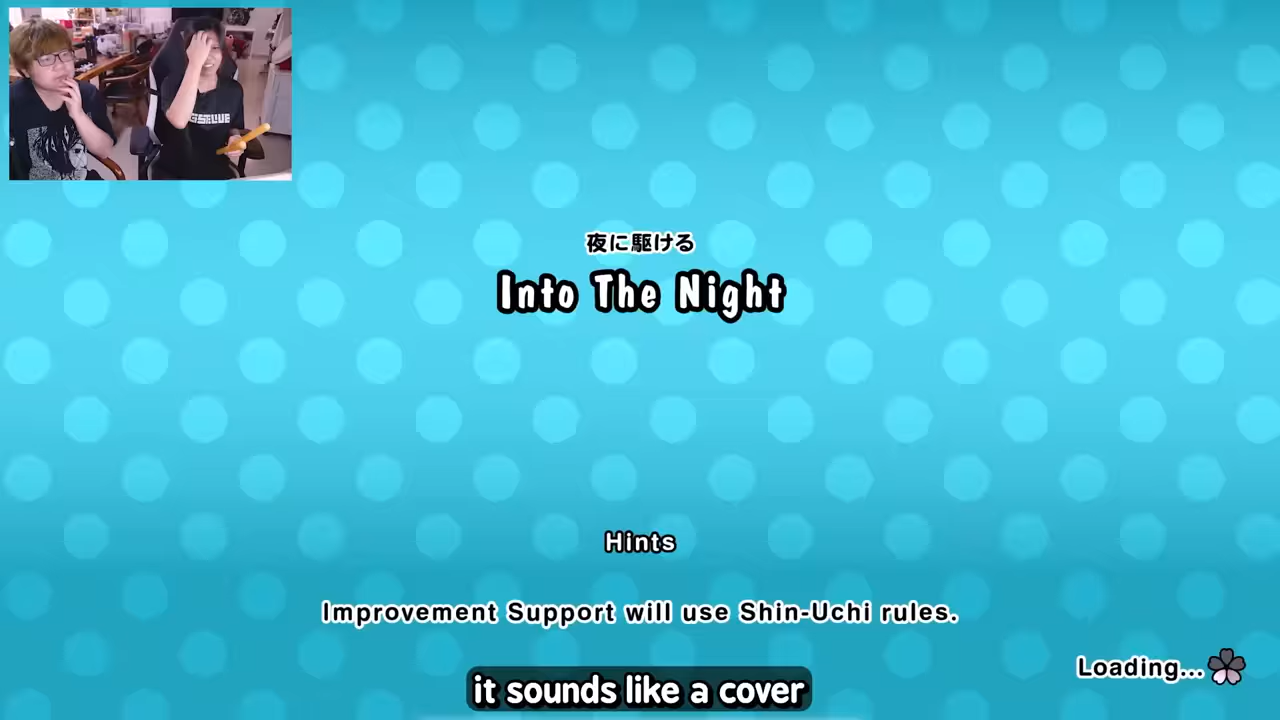 夜に駆ける
Into The Night
Hints
Improvement Support will use Shin-Uchi rules.
Loading...
it sounds like a cover